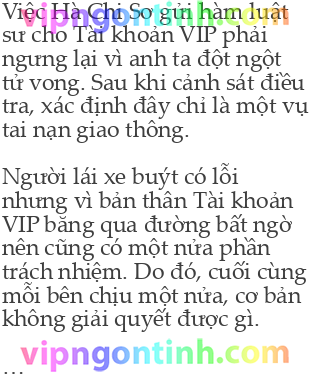 Việc Hà Chi Sơ gửi hàm luật
vipngontinh.com
sư cho Tài khoản VIP phải
ngưng lại vì anh ta đột ngột
tử vong. Sau khi cảnh sát điều
tra, xác định đây chỉ là một vụ
tai nạn giao thông.
Người lái xe buýt có lỗi
nhưng vì bản thân Tài khoản
VIP băng qua đường bất ngờ
nên cũng có một nửa phần
trách nhiệm. Do đó, cuối cùng
mỗi bên chịu một nửa, cơ bản
không giải quyết được gì.
vipngontinh.com
...